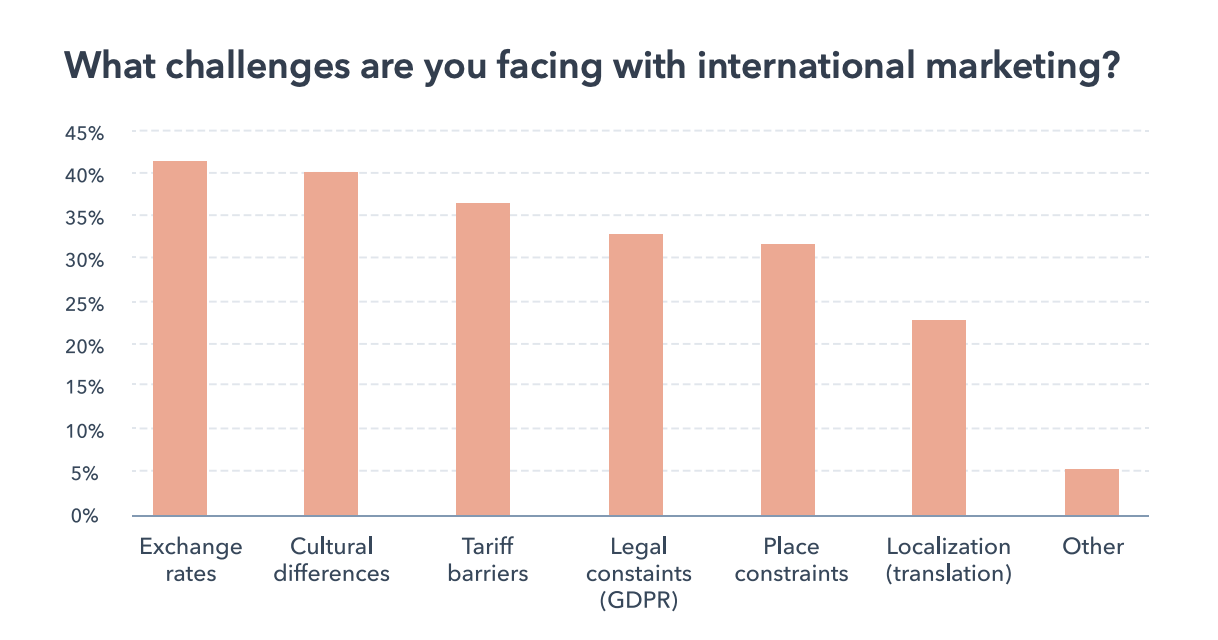 What challenges are you facing with international marketing?
45%
40%
35%
30%
25%
20%
15%
10%
5%
0%
Exchange
rates
Cultural
differences
Tariff
barriers
Legal
constaints
(GDPR)
Place
constraints
Localization
(translation)
Other